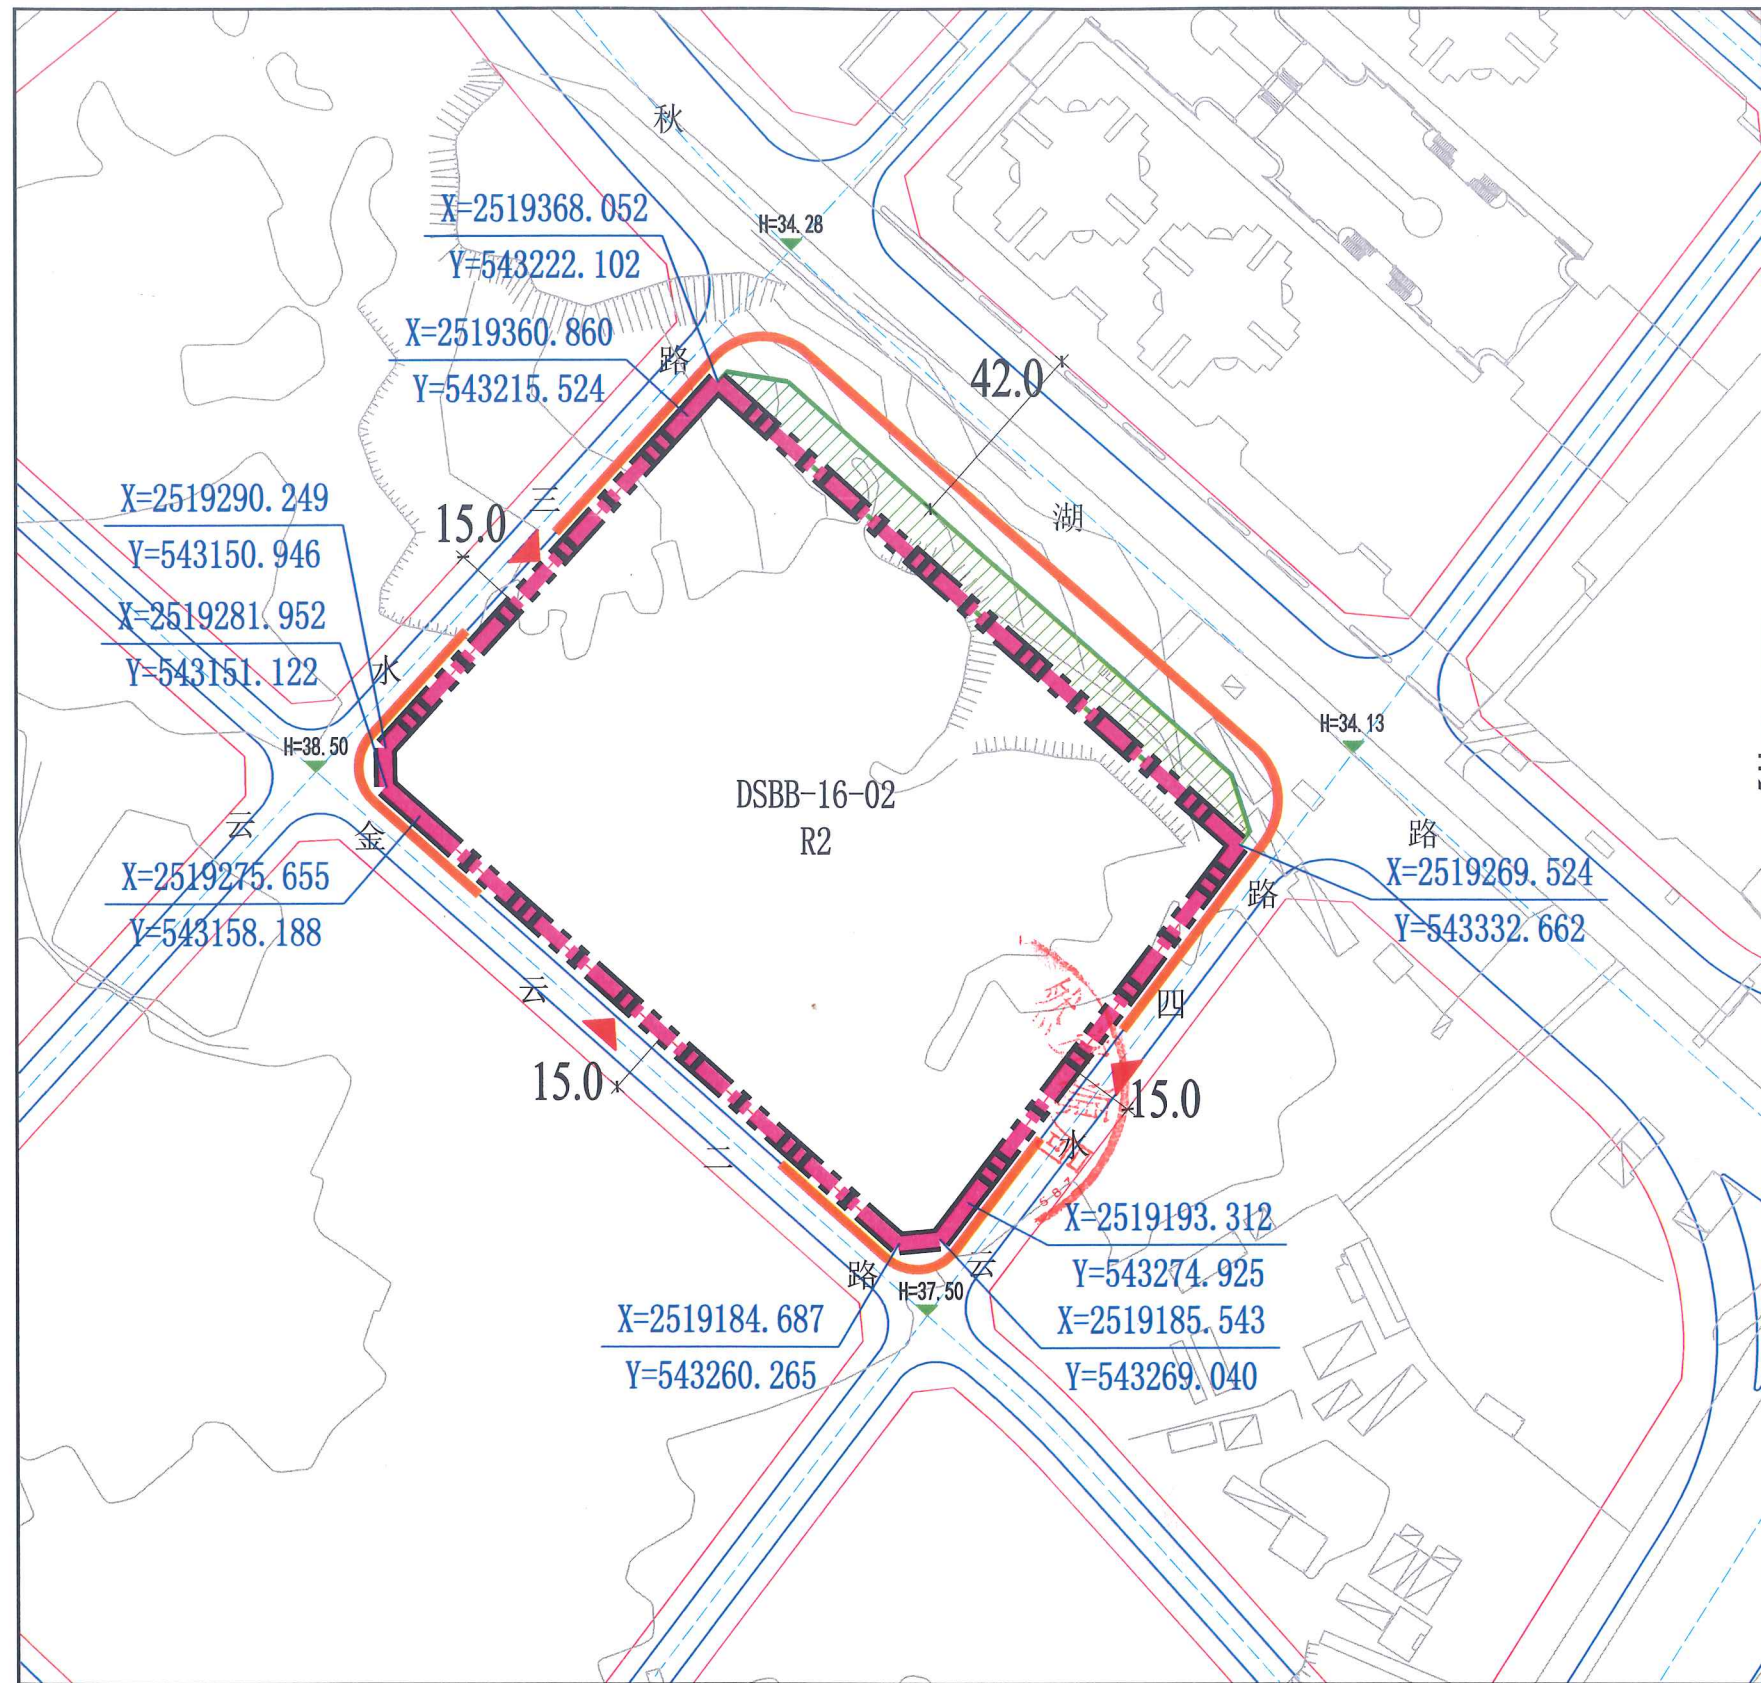 秋
X=2519368.052
Y=543222.102
H=34.28
X=2519360.860
Y=543215.524
路
42.0
X=2519290.249
Y=543150.946
三
15.0
湖
X=2519281.952
Y=543151.122
水
H=38.50
H=34.13
DSBB-16-02
R2
云
金
路
X=2519275.655
Y=543158.188
路
X=2519269.524
Y=543332.662
云
四
15.0
15.0
二
水
587
X=2519193.312
Y=543274.925
路
云
H=37.50
X=2519184.687
Y=543260.265
X=2519185.543
Y=543269.040